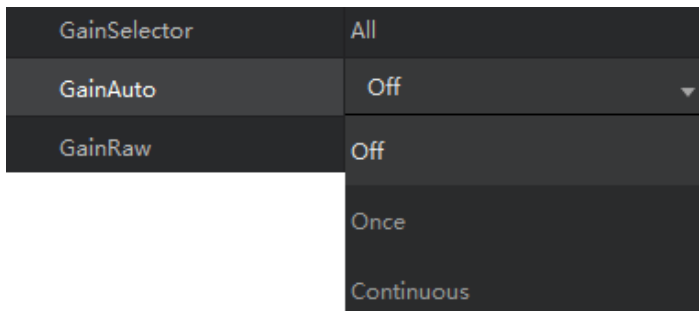 GainSelector All
GainAuto Off
GainRaw Off
Once
Continuous